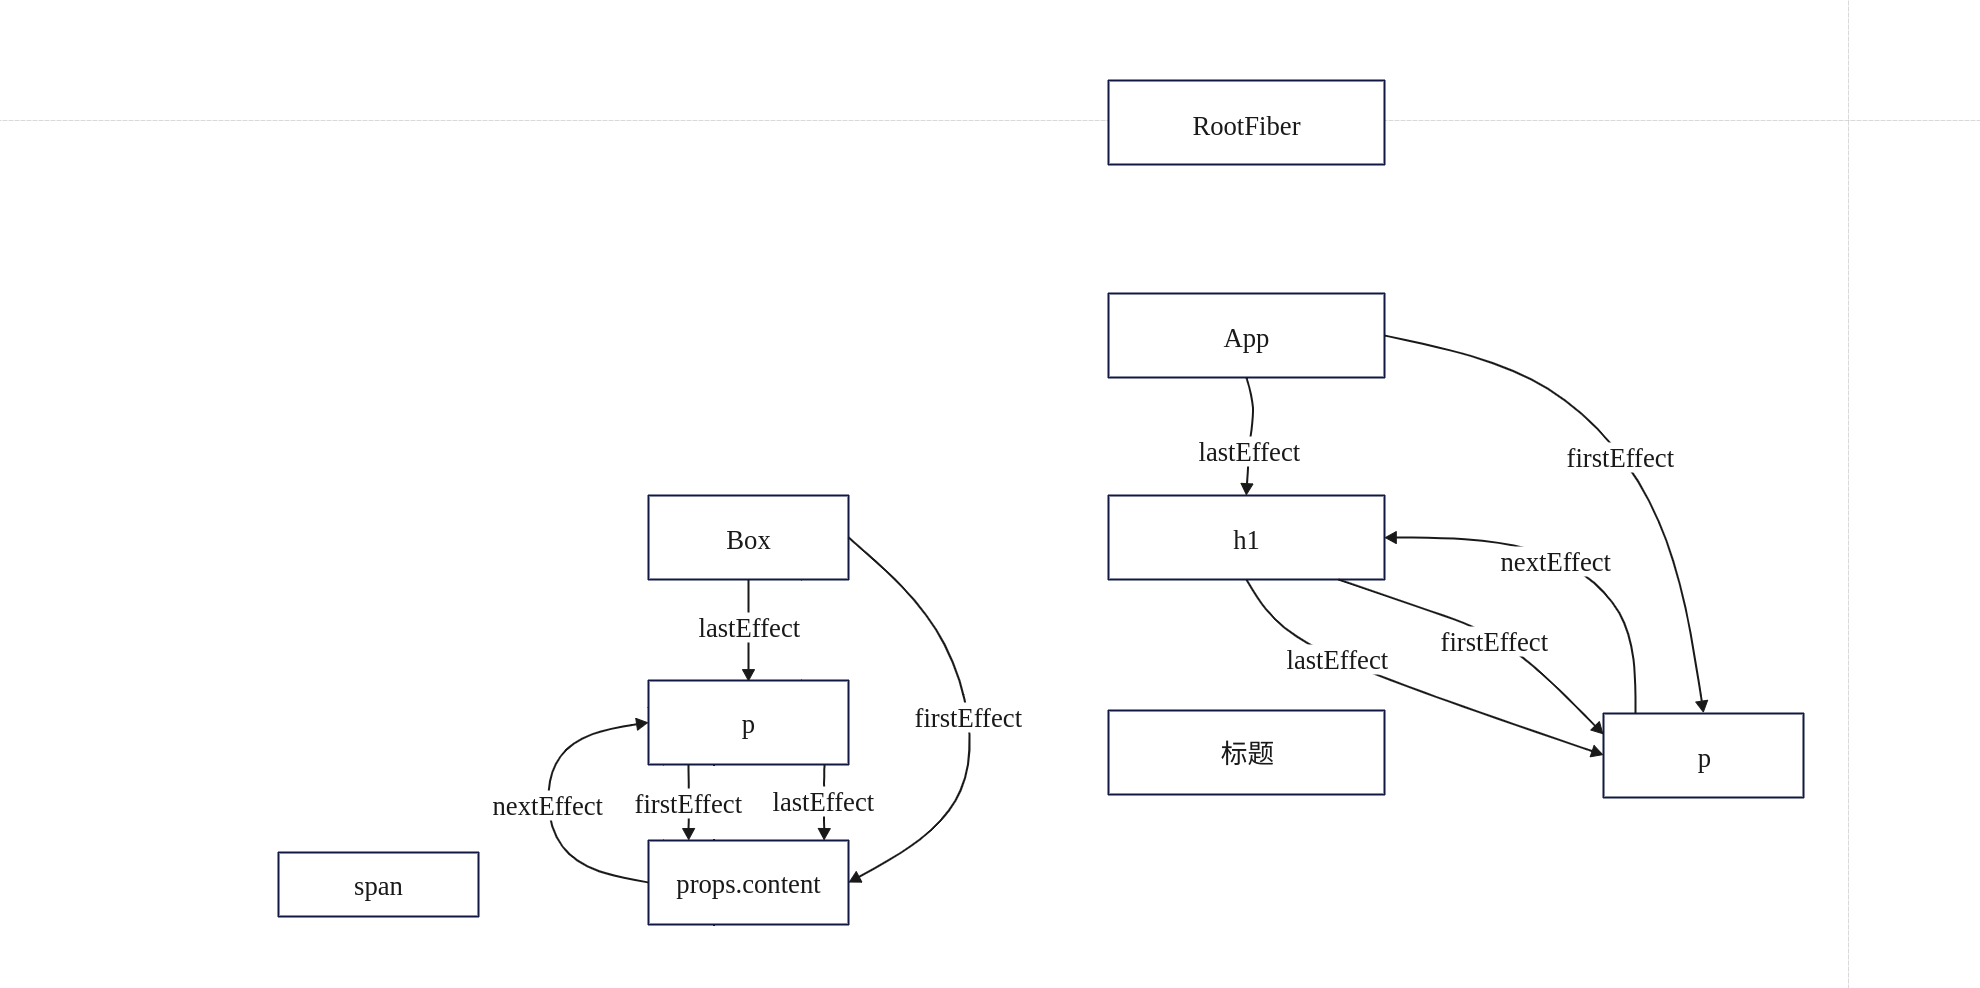 RootFiber
App
lastEffect
firstEffect
Box
h1
nextEffect
lastEffect
firstEffect
lastEffect
p
firstEffect
标题
p
nextEffect
firstEffect
lastEffect
span
props.content